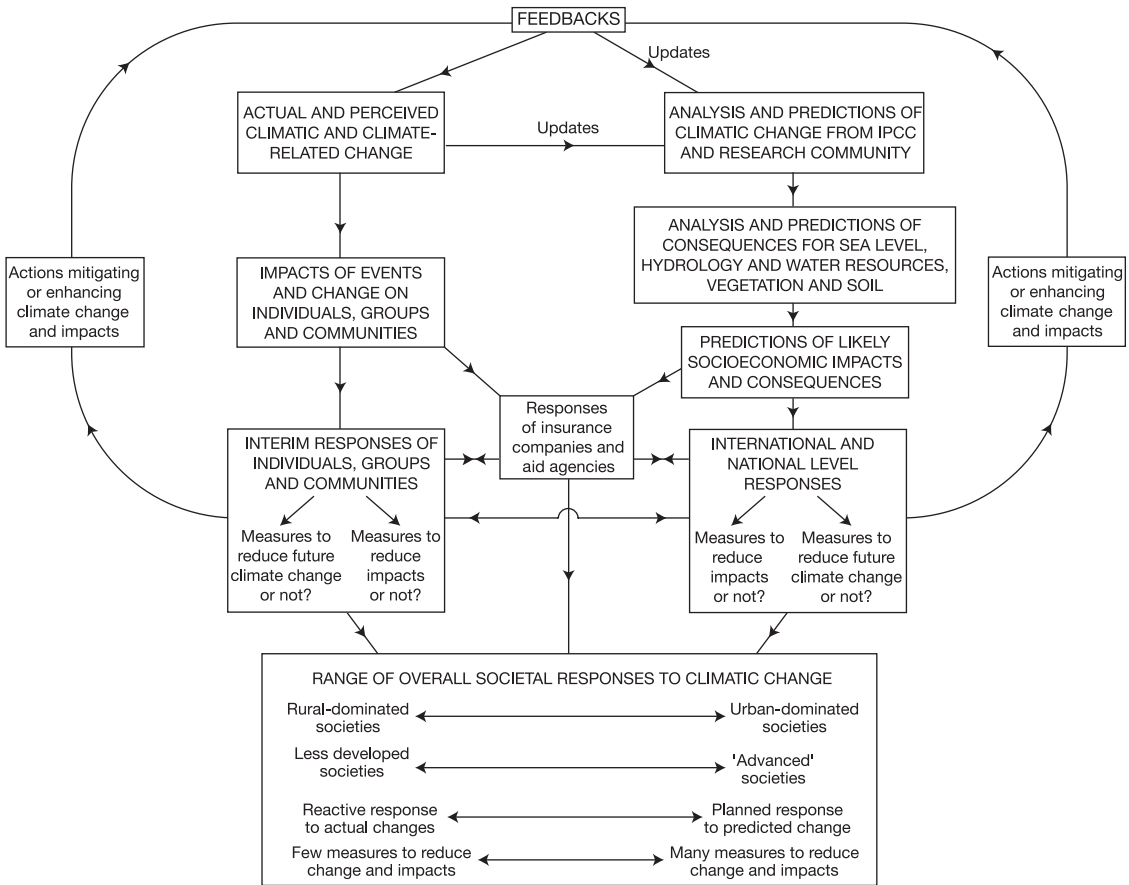 FEEDBACKS
Updates
ACTUAL AND PERCEIVED
CLIMATIC AND CLIMATE-
RELATED CHANGE
Updates
ANALYSIS AND PREDICTIONS OF
CLIMATIC CHANGE FROM IPCC
AND RESEARCH COMMUNITY
ANALYSIS AND PREDICTIONS OF
CONSEQUENCES FOR SEA LEVEL,
HYDROLOGY AND WATER RESOURCES,
VEGETATION AND SOIL
Actions mitigating
or enhancing
climate change
and impacts
IMPACTS OF EVENTS
AND CHANGE ON
INDIVIDUALS, GROUPS
AND COMMUNITIES
Actions mitigating
or enhancing
climate change
and impacts
PREDICTIONS OF LIKELY
SOCIOECONOMIC IMPACTS
AND CONSEQUENCES
Responses
of insurance
companies and
aid agencies
INTERIM RESPONSES OF
INDIVIDUALS, GROUPS
AND COMMUNITIES
Measures to
reduce future
climate change
or not?
Measures to
reduce
impacts
or not?
INTERNATIONAL AND
NATIONAL LEVEL
RESPONSES
Measures to
reduce
impacts
or not?
Measures to
reduce future
climate change
or not?
RANGE OF OVERALL SOCIETAL RESPONSES TO CLIMATIC CHANGE
Rural-dominated
societies
Urban-dominated
societies
Less developed
societies
'Advanced'
societies
Reactive response
to actual changes
Planned response
to predicted change
Few measures to reduce
change and impacts
Many measures to reduce
change and impacts